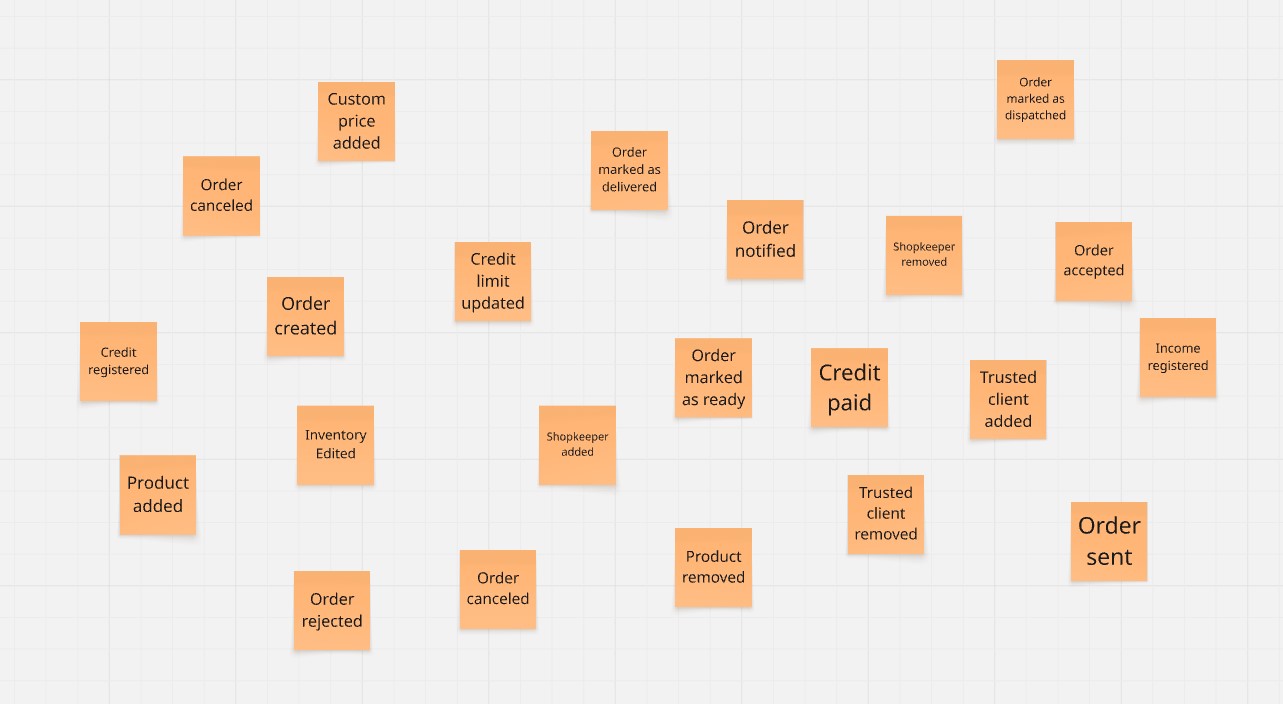 Order
marked as
dispatched
Custom
price
added
Order
marked as
delivered
Order
canceled
Order
notified
Shopkeeper
removed
Order
accepted
Credit
limit
updated
Order
created
Credit
registered
Order
marked
as ready
Credit
paid
Trusted
client
added
Income
registered
Inventory
Edited
Shopkeeper
added
Product
added
Trusted
client
removed
Order
sent
Product
removed
Order
canceled
Order
rejected